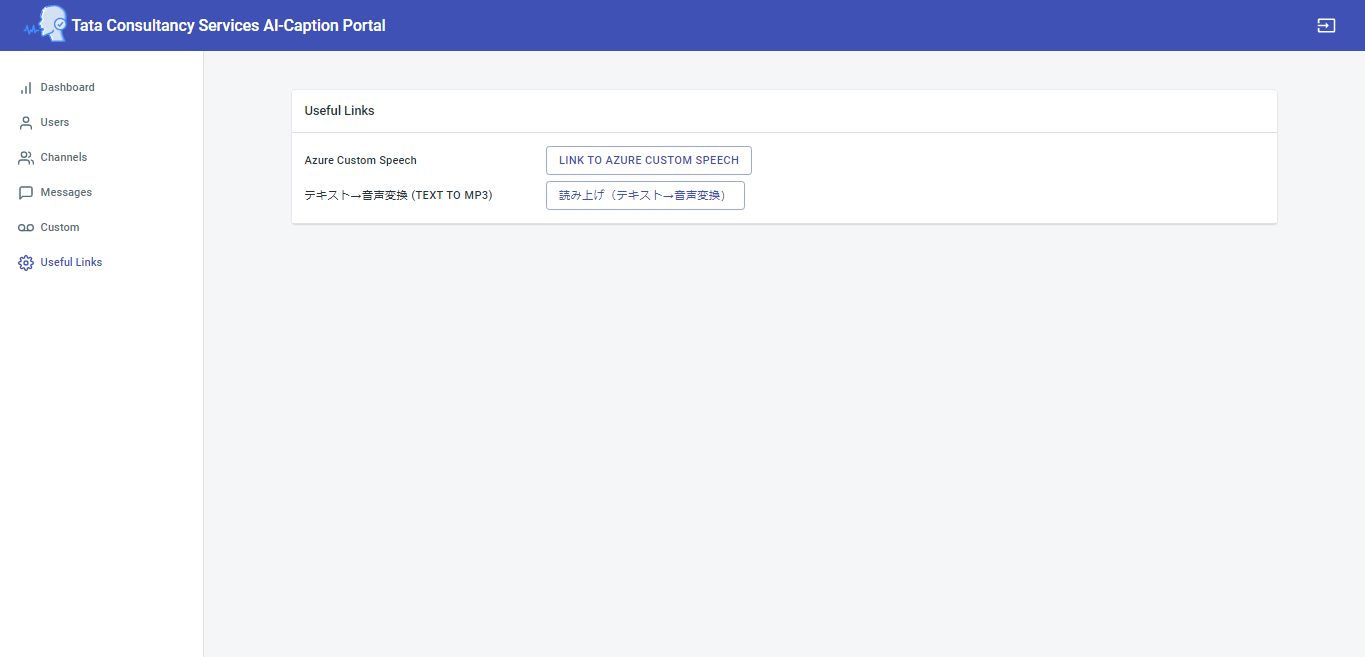 Tata Consultancy Services AI-Caption Portal
Dashboard
Users
Channels
Messages
Custom
Useful Links
Useful Links
Azure Custom Speech
LINK TO AZURE CUSTOM SPEECH
テキスト→音声変換 (TEXT TO MP3)
読み上げ（テキスト→音声変換）